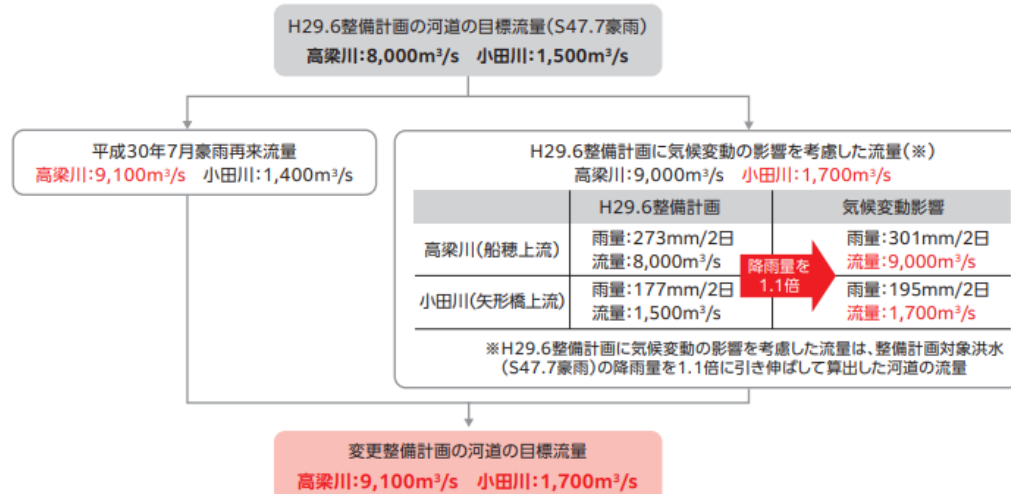 H29.6整備計画の河道の目標流量(S47.7豪雨)
高梁川:8,000m³/s 小田川:1,500m³/s
平成30年7月豪雨再来流量
高梁川:9,100m³/s 小田川:1,400m³/s
H29.6整備計画に気候変動の影響を考慮した流量(※)
高梁川:9,000m³/s 小田川:1,700m³/s
H29.6整備計画 気候変動影響
高梁川(船穂上流)
雨量:273mm/2日
流量:8,000m³/s
雨量:301mm/2日
流量:9,000m³/s
降雨量を
1.1倍
小田川(矢形橋上流)
雨量:177mm/2日
流量:1,500m³/s
雨量:195mm/2日
流量:1,700m³/s
※H29.6整備計画に気候変動の影響を考慮した流量は、整備計画対象洪水
(S47.7豪雨)の降雨量を1.1倍に引き伸ばして算出した河道の流量
変更整備計画の河道の目標流量
高梁川:9,100m³/s 小田川:1,700m³/s